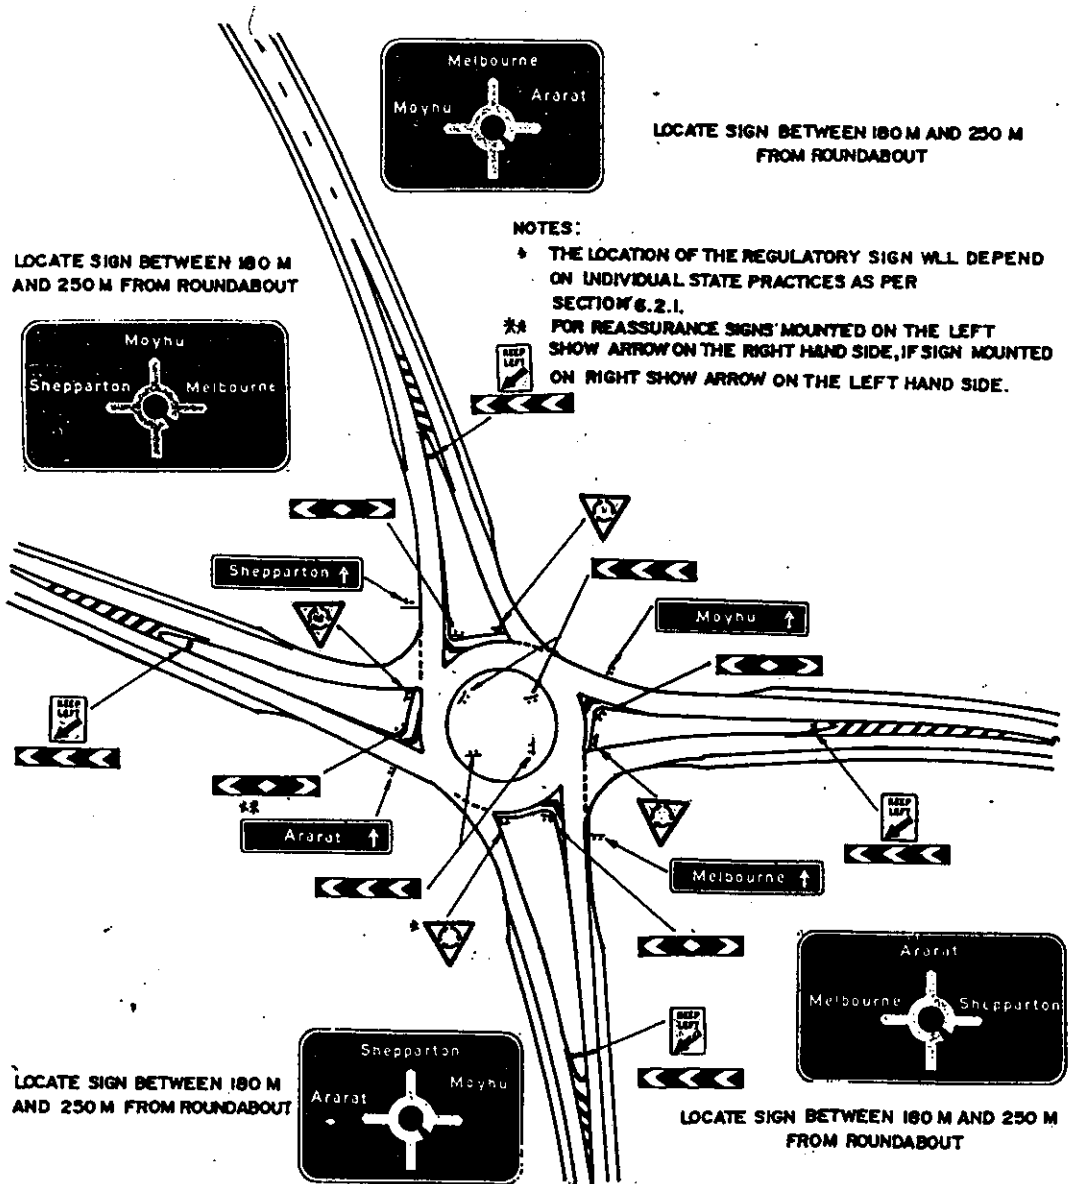 Melbourne
Moyhu
Ararat
LOCATE SIGN BETWEEN 180 M AND 250 M
FROM ROUNDABOUT
NOTES:
* THE LOCATION OF THE REGULATORY SIGN WILL DEPEND
ON INDIVIDUAL STATE PRACTICES AS PER
SECTION 6.2.1.
** FOR REASSURANCE SIGNS MOUNTED ON THE LEFT
SHOW ARROW ON THE RIGHT HAND SIDE, IF SIGN MOUNTED
ON RIGHT SHOW ARROW ON THE LEFT HAND SIDE.
KEEP
LEFT
LOCATE SIGN BETWEEN 180 M
AND 250 M FROM ROUNDABOUT
Moyhu
Shepparton
Melbourne
Shepparton ↑
Moyhu ↑
KEEP
LEFT
**
Ararat ↑
KEEP
LEFT
Melbourne ↑
*
Ararat
Melbourne
Shepparton
KEEP
LEFT
Shepparton
Ararat
Moyhu
LOCATE SIGN BETWEEN 180 M
AND 250 M FROM ROUNDABOUT
LOCATE SIGN BETWEEN 180 M AND 250 M
FROM ROUNDABOUT